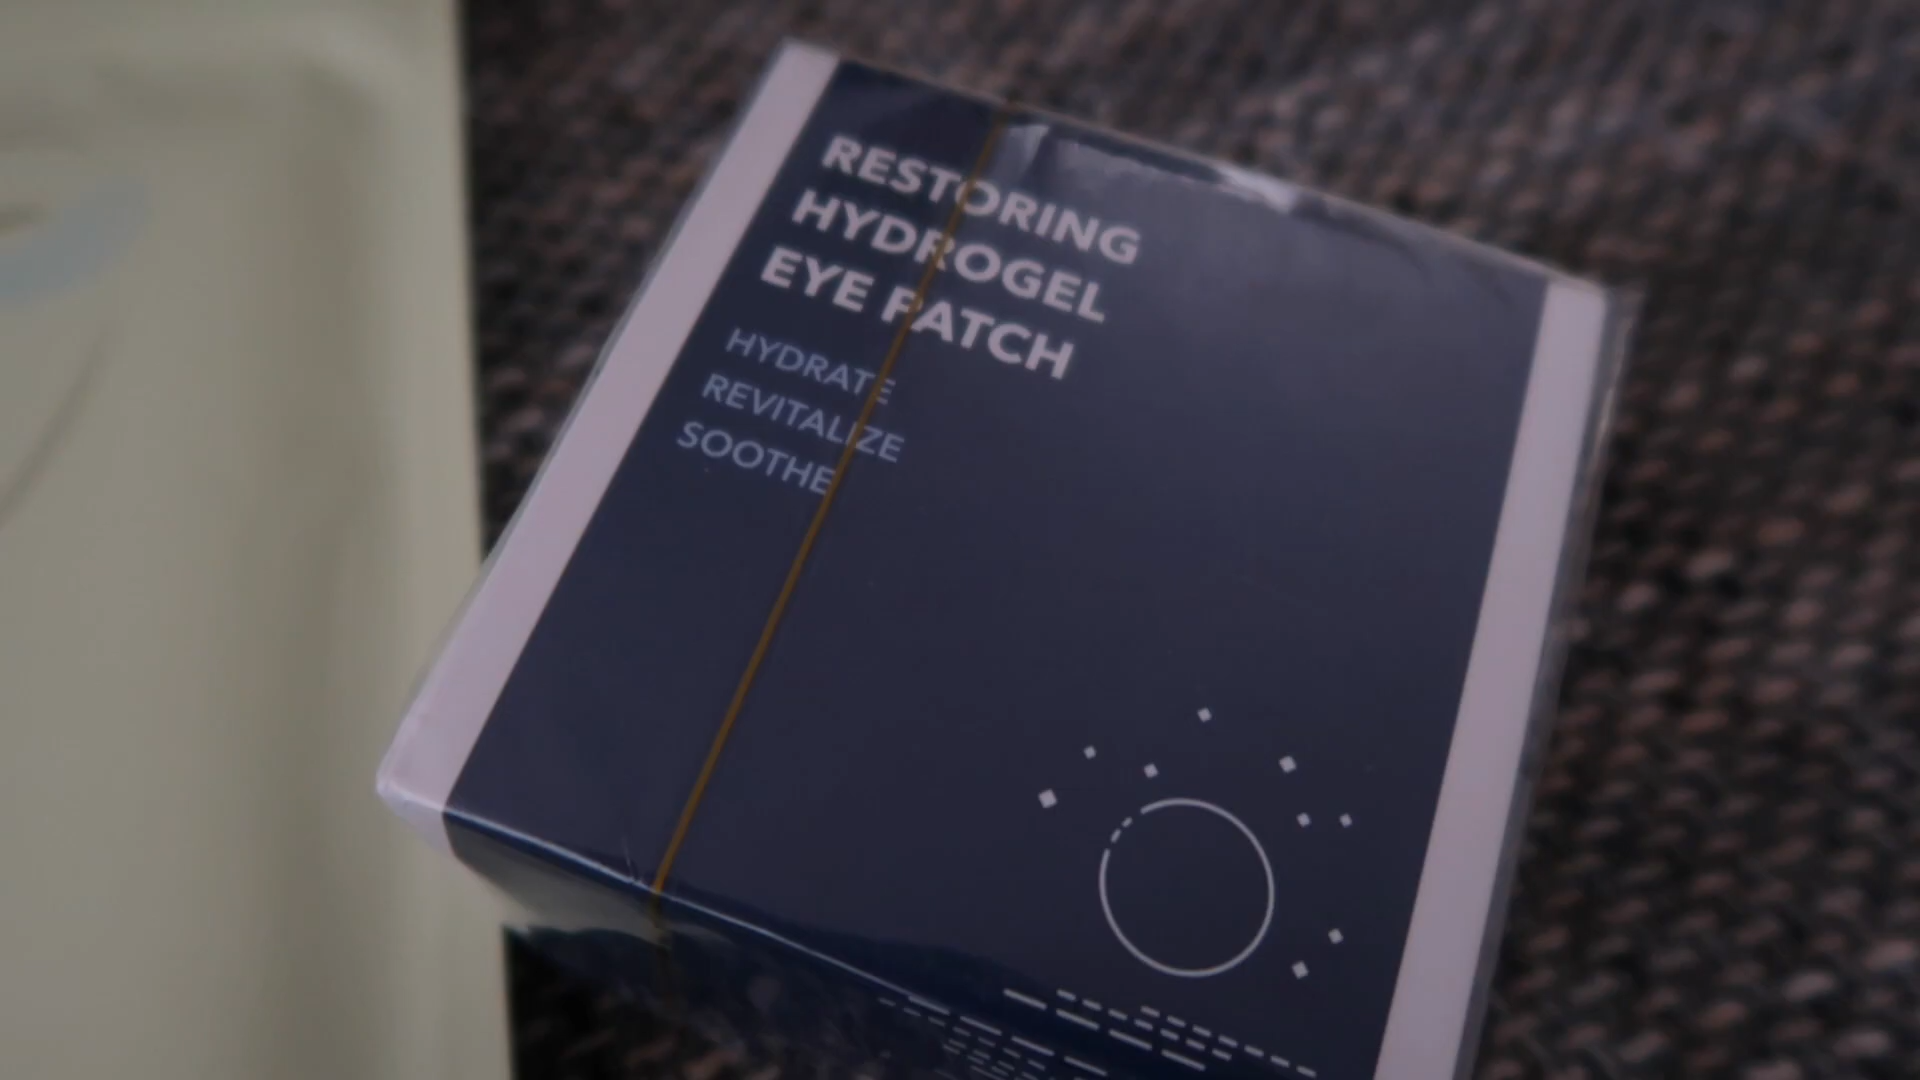 RESTORING
HYDROGEL
EYE PATCH
HYDRATE
REVITALIZE
SOOTHE